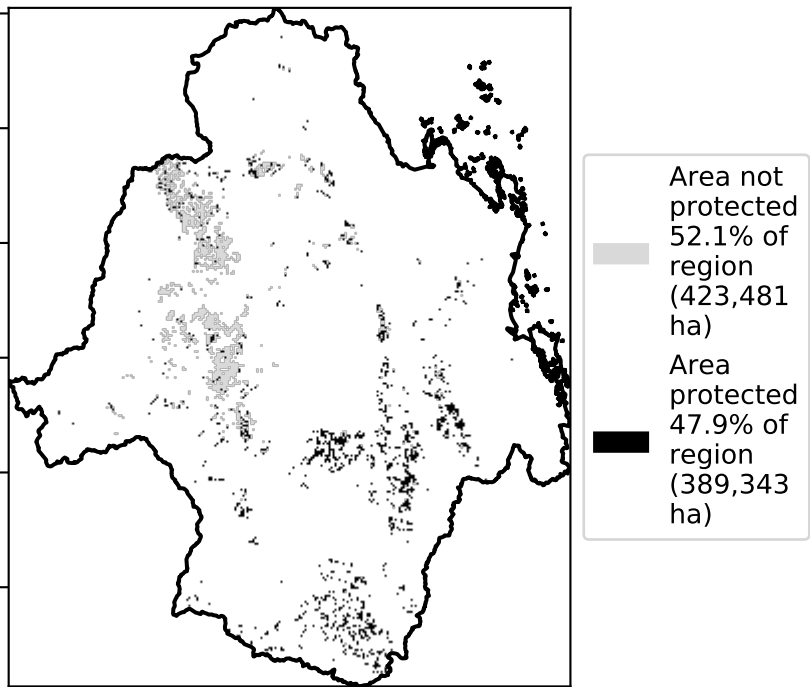 Area not
protected
52.1% of
region
(423,481
ha)
Area
protected
47.9% of
region
(389,343
ha)